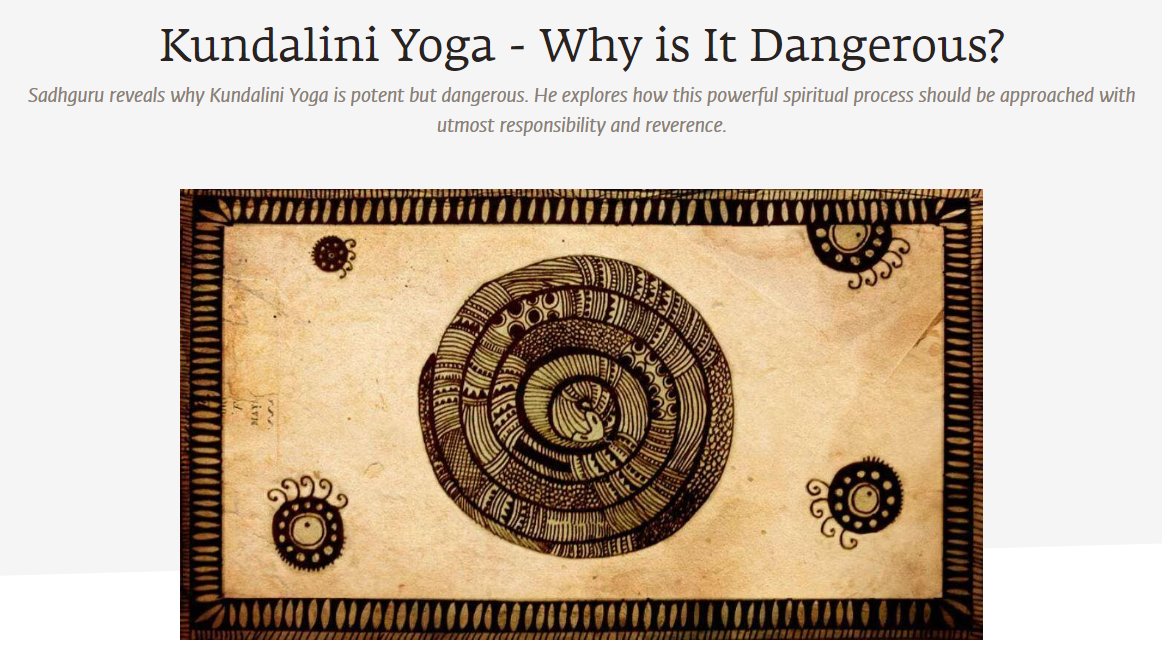 Kundalini Yoga - Why is It Dangerous?
Sadhguru reveals why Kundalini Yoga is potent but dangerous. He explores how this powerful spiritual process should be approached with
utmost responsibility and reverence.
MAY